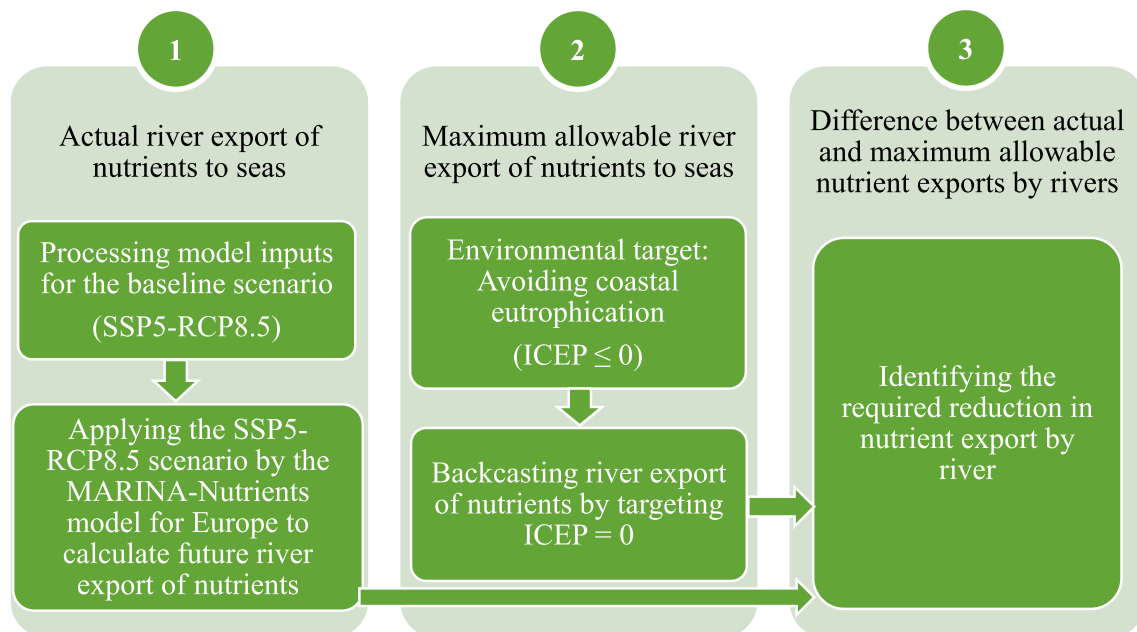 1
Actual river export of
nutrients to seas
Processing model inputs
for the baseline scenario
(SSP5-RCP8.5)
Applying the SSP5-
RCP8.5 scenario by the
MARINA-Nutrients
model for Europe to
calculate future river
export of nutrients
2
Maximum allowable river
export of nutrients to seas
Environmental target:
Avoiding coastal
eutrophication
(ICEP ≤ 0)
Backcasting river export
of nutrients by targeting
ICEP = 0
3
Difference between actual
and maximum allowable
nutrient exports by rivers
Identifying the
required reduction in
nutrient export by
river